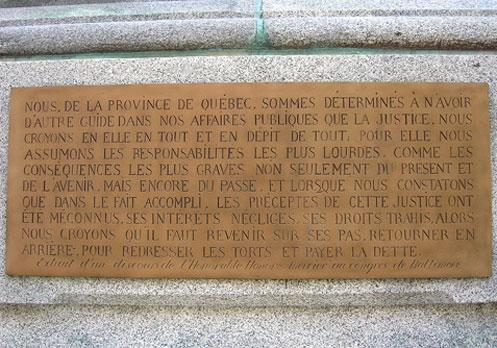 NOUS, DE LA PROVINCE DE QUÉBEC, SOMMES DÉTERMINÉS À N'AVOIR
D'AUTRE GUIDE DANS NOS AFFAIRES PUBLIQUES QUE LA JUSTICE. NOUS
CROYONS EN ELLE EN TOUT ET EN DÉPIT DE TOUT. POUR ELLE NOUS
ASSUMONS LES RESPONSABILITÉS LES PLUS LOURDES, COMME LES
CONSÉQUENCES LES PLUS GRAVES, NON SEULEMENT DU PRÉSENT ET
DE L'AVENIR, MAIS ENCORE DU PASSÉ, ET LORSQUE NOUS CONSTATONS
QUE DANS LE FAIT ACCOMPLI, LES PRÉCEPTES DE CETTE JUSTICE ONT
ÉTÉ MÉCONNUS, SES INTÉRÊTS NÉGLIGÉS, SES DROITS TRAHIS, ALORS
NOUS CROYONS QU'IL FAUT REVENIR SUR SES PAS, RETOURNER EN
ARRIÈRE, POUR REDRESSER LES TORTS ET PAYER LA DETTE.
Extrait d'un discours de l'Honorable Honoré Mercier au congrès de Baltimore